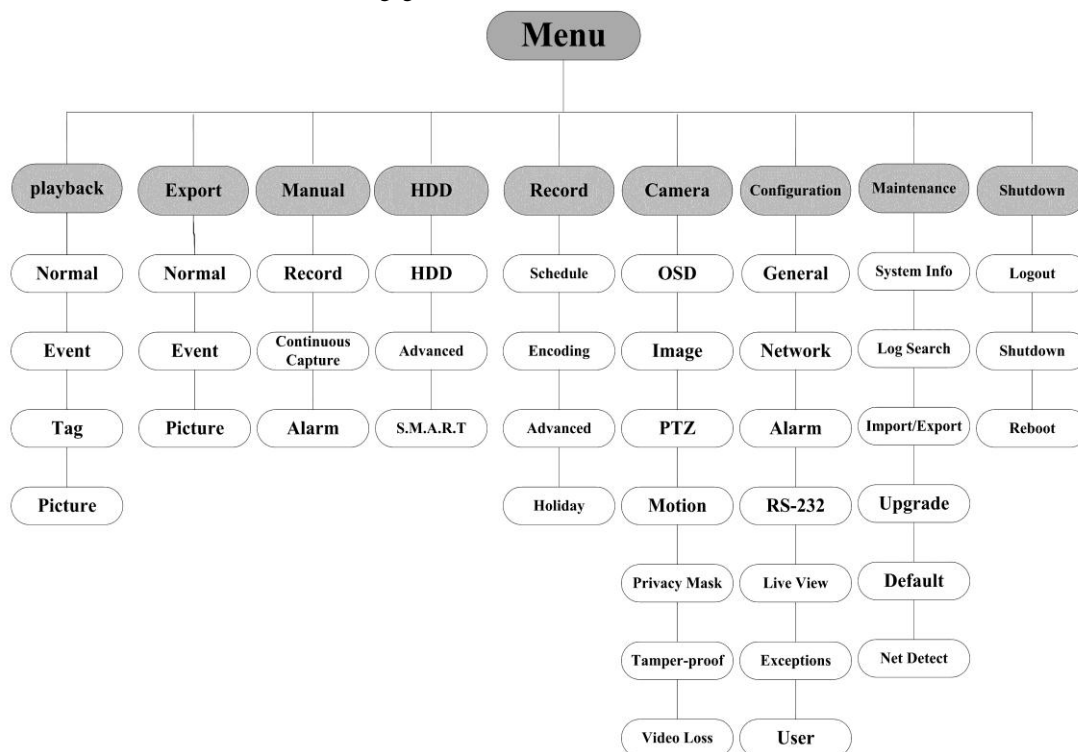 Menu
playback
Export
Manual
HDD
Record
Camera
Configuration
Maintenance
Shutdown
Normal
Normal
Record
HDD
Schedule
OSD
General
System Info
Logout
Event
Event
Continuous
Capture
Advanced
Encoding
Image
Network
Log Search
Shutdown
Tag
Picture
Alarm
S.M.A.R.T
Advanced
PTZ
Alarm
Import/Export
Reboot
Picture
Holiday
Motion
RS-232
Upgrade
Privacy Mask
Live View
Default
Tamper-proof
Exceptions
Net Detect
Video Loss
User